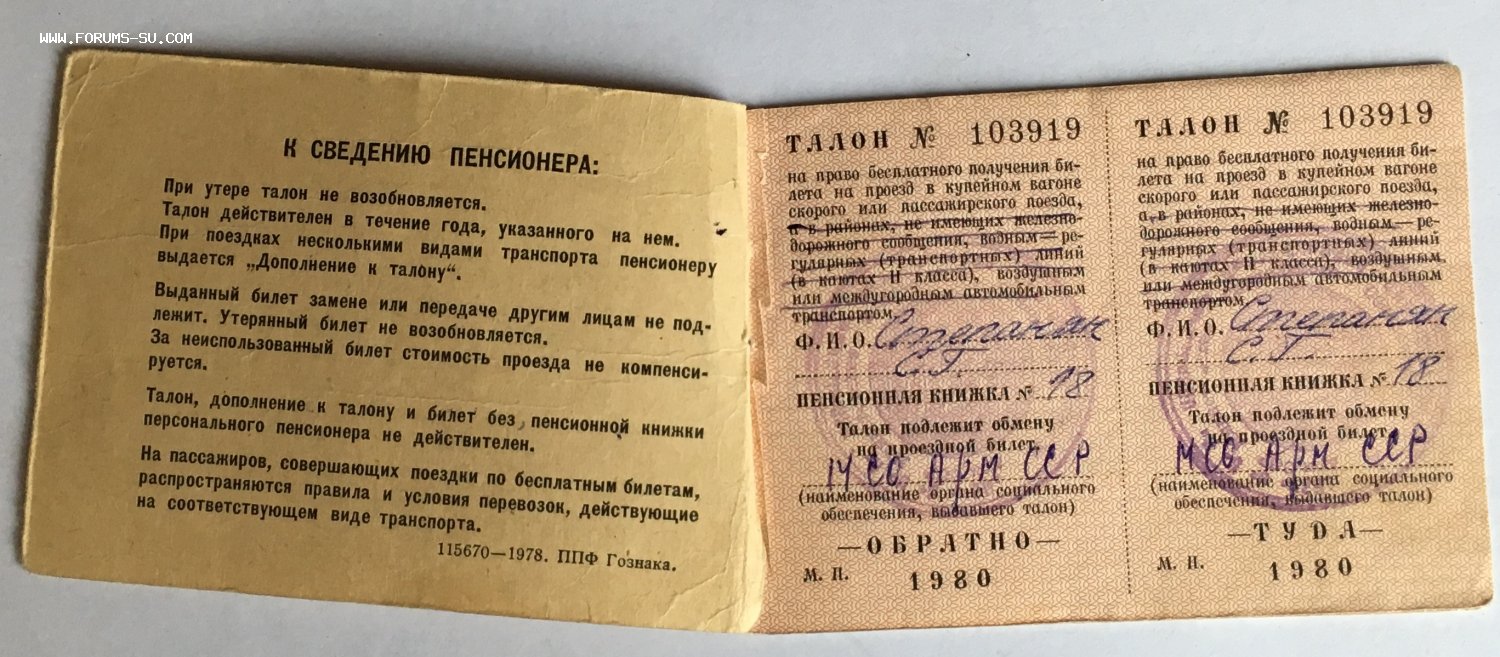 www.forums-su.com
К СВЕДЕНИЮ ПЕНСИОНЕРА:
При утере талон не возобновляется.
Талон действителен в течение года, указанного на нем.
При поездках несколькими видами транспорта пенсионеру
выдается „Дополнение к талону“.
Выданный билет замене или передаче другим лицам не под-
лежит. Утерянный билет не возобновляется.
За неиспользованный билет стоимость проезда не компенси-
руется.
Талон, дополнение к талону и билет без пенсионной книжки
персонального пенсионера не действителен.
На пассажиров, совершающих поездки по бесплатным билетам,
распространяются правила и условия перевозок, действующие
на соответствующем виде транспорта.
115670—1978. ППФ Гознака.
ТАЛОН № 103919
на право бесплатного получения би-
лета на проезд в купейном вагоне
скорого или пассажирского поезда,
а в районах, не имеющих железно-
дорожного сообщения, водным — ре-
гулярных (транспортных) линий
(в каютах II класса), воздушным
или междугородным автомобильным
транспортом
Ф. И. О. Степанян
С. Г.
ПЕНСИОННАЯ КНИЖКА № 18
Талон подлежит обмену
на проездной билет
МСО Арм ССР
(наименование органа социального
обеспечения, выдавшего талон)
—ОБРАТНО—
М. П. 1980
ТАЛОН № 103919
на право бесплатного получения би-
лета на проезд в купейном вагоне
скорого или пассажирского поезда,
а в районах, не имеющих железно-
дорожного сообщения, водным — ре-
гулярных (транспортных) линий
(в каютах II класса), воздушным
или междугородным автомобильным
транспортом
Ф. И. О. Степанян
С. Г.
ПЕНСИОННАЯ КНИЖКА № 18
Талон подлежит обмену
на проездной билет
МСО Арм ССР
(наименование органа социального
обеспечения, выдавшего талон)
—ТУДА—
М. П. 1980